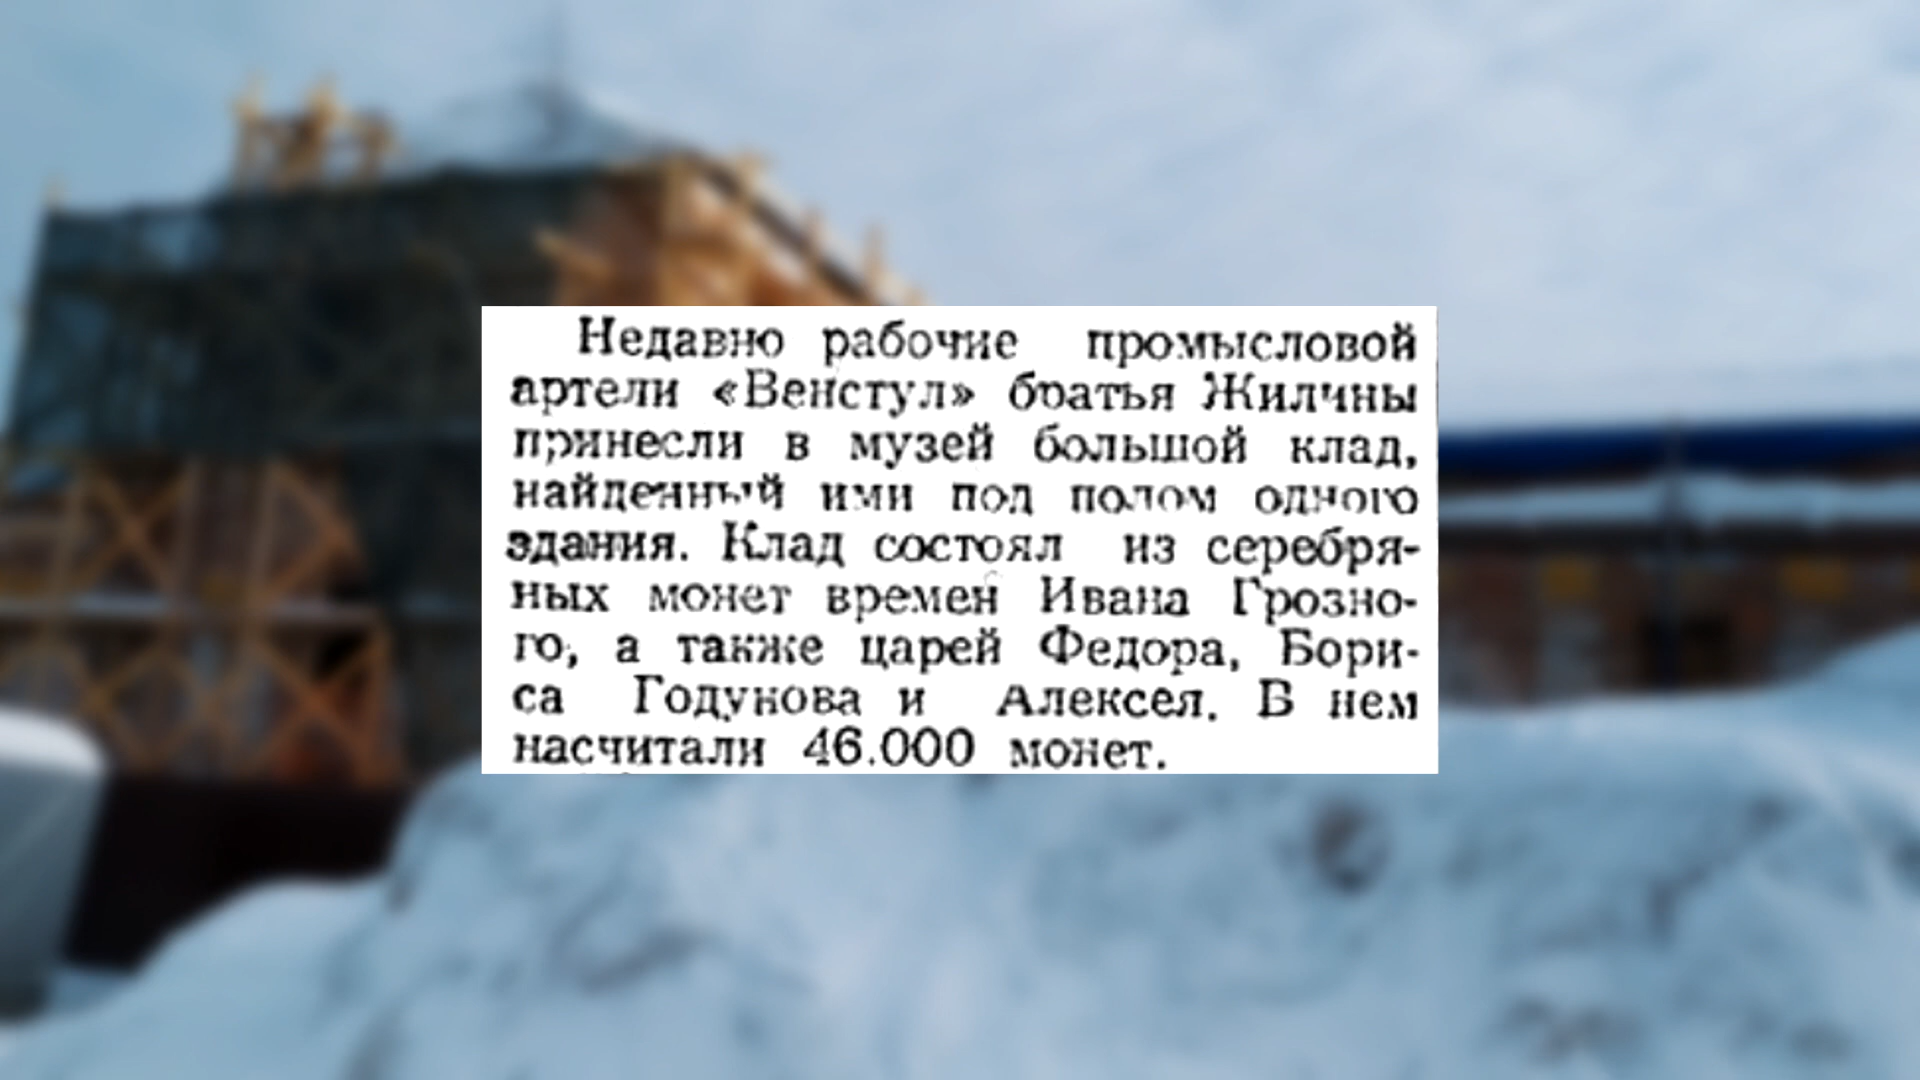 Недавно рабочие промысловой
артели «Венстул» братья Жилины
принесли в музей большой клад,
найденный ими под полом одного
здания. Клад состоял из серебря-
ных монет времен Ивана Грозно-
го, а также царей Федора, Бори-
са Годунова и Алексея. В нем
насчитали 46.000 монет.